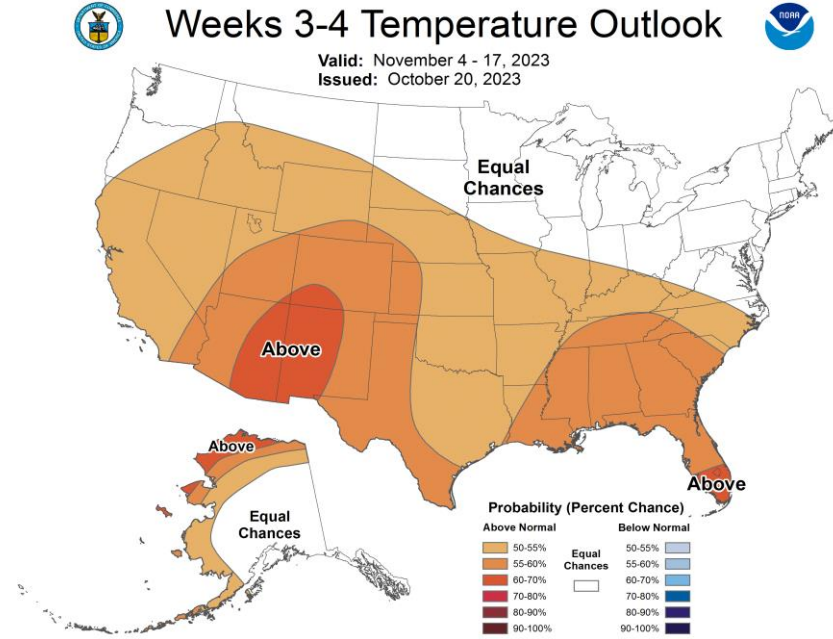 Weeks 3-4 Temperature Outlook
NOAA
Valid: November 4 - 17, 2023
Issued: October 20, 2023
Equal
Chances
Above
Above
Equal
Chances
Above
Probability (Percent Chance)
Above Normal
Below Normal
Equal
Chances
50-55%
55-60%
60-70%
70-80%
80-90%
90-100%
50-55%
55-60%
60-70%
70-80%
80-90%
90-100%